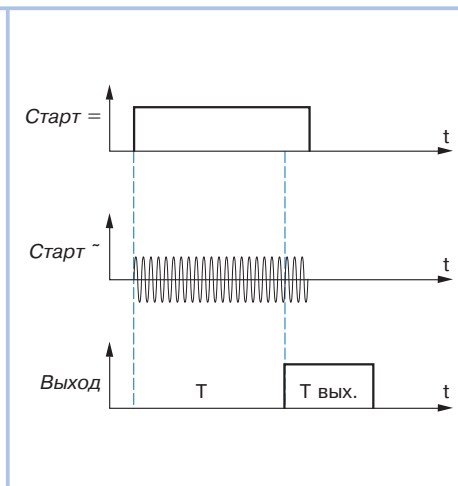 Старт =
t
Старт ~
t
Выход
T
T вых.
t